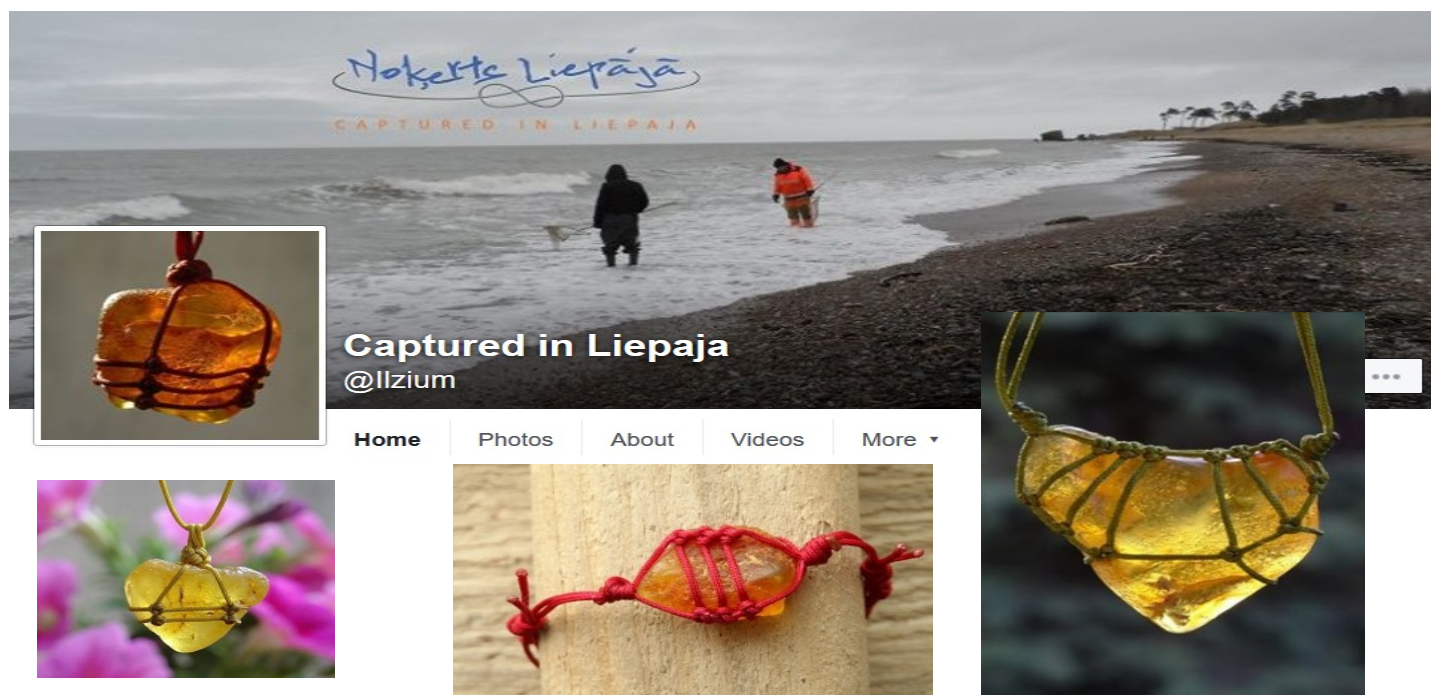 Noķerts Liepājā
CAPTURED IN LIEPAJA
Captured in Liepaja
@Ilzium
Home Photos About Videos More